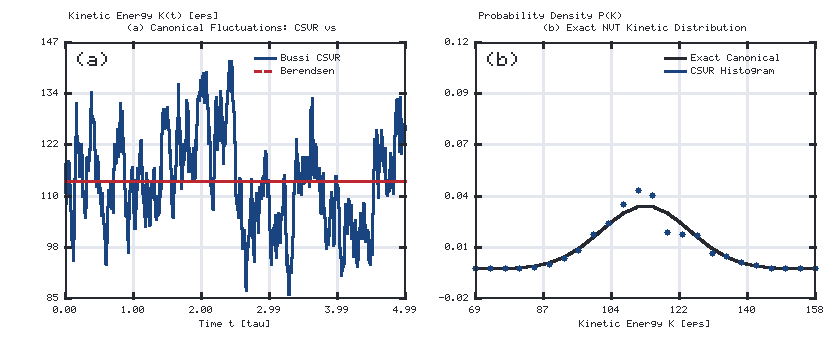 Kinetic Energy K(t) [eps]
(a) Canonical Fluctuations: CSVR vs
147
134
122
110
98
85
(a)
Bussi CSVR
Berendsen
0.00
1.00
2.00
2.99
3.99
4.99
Time t [tau]
Probability Density P(K)
(b) Exact NVT Kinetic Distribution
0.12
0.09
0.07
0.04
0.01
-0.02
(b)
Exact Canonical
CSVR Histogram
69
87
104
122
140
158
Kinetic Energy K [eps]